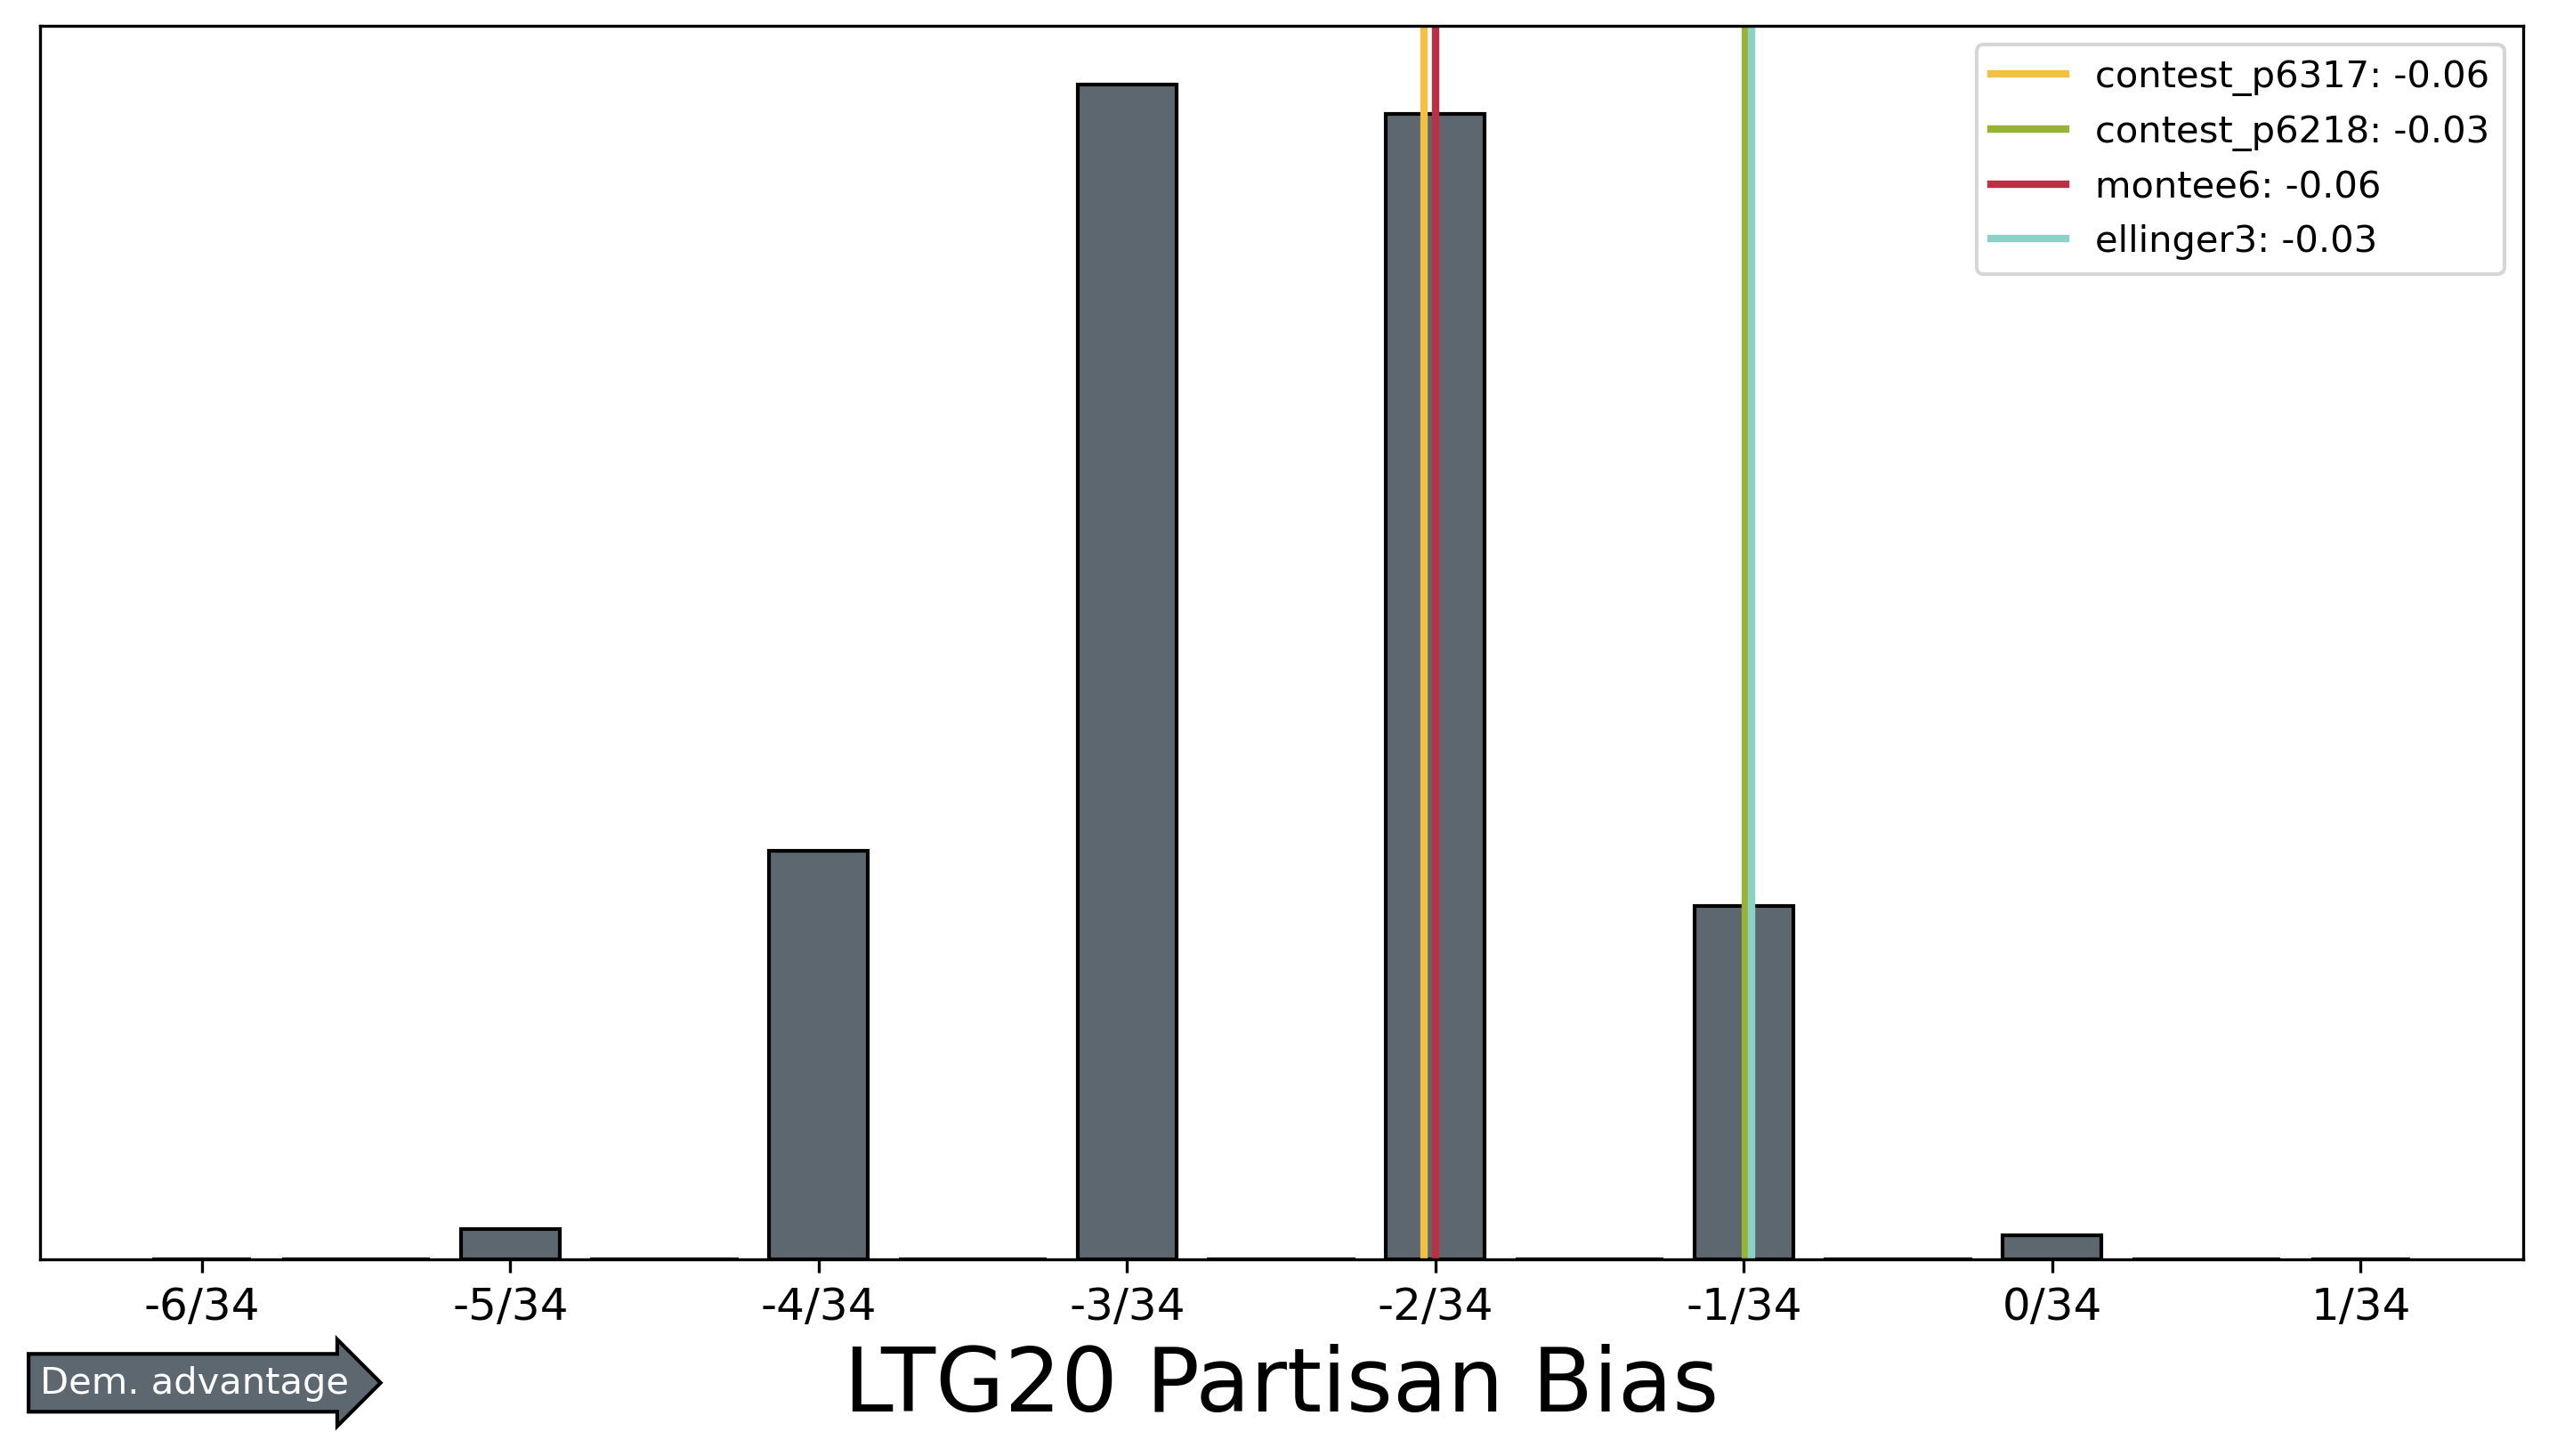 contest_p6317: -0.06
contest_p6218: -0.03
montee6: -0.06
ellinger3: -0.03
-6/34 -5/34 -4/34 -3/34 -2/34 -1/34 0/34 1/34
Dem. advantage
LTG20 Partisan Bias